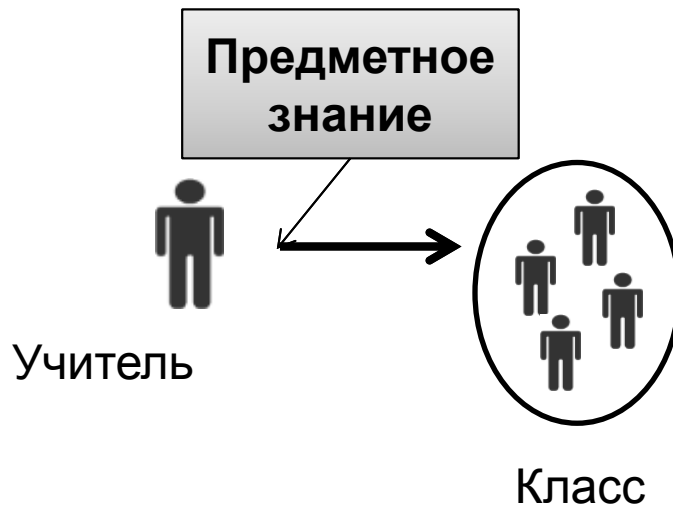 Предметное
знание
Учитель
Класс